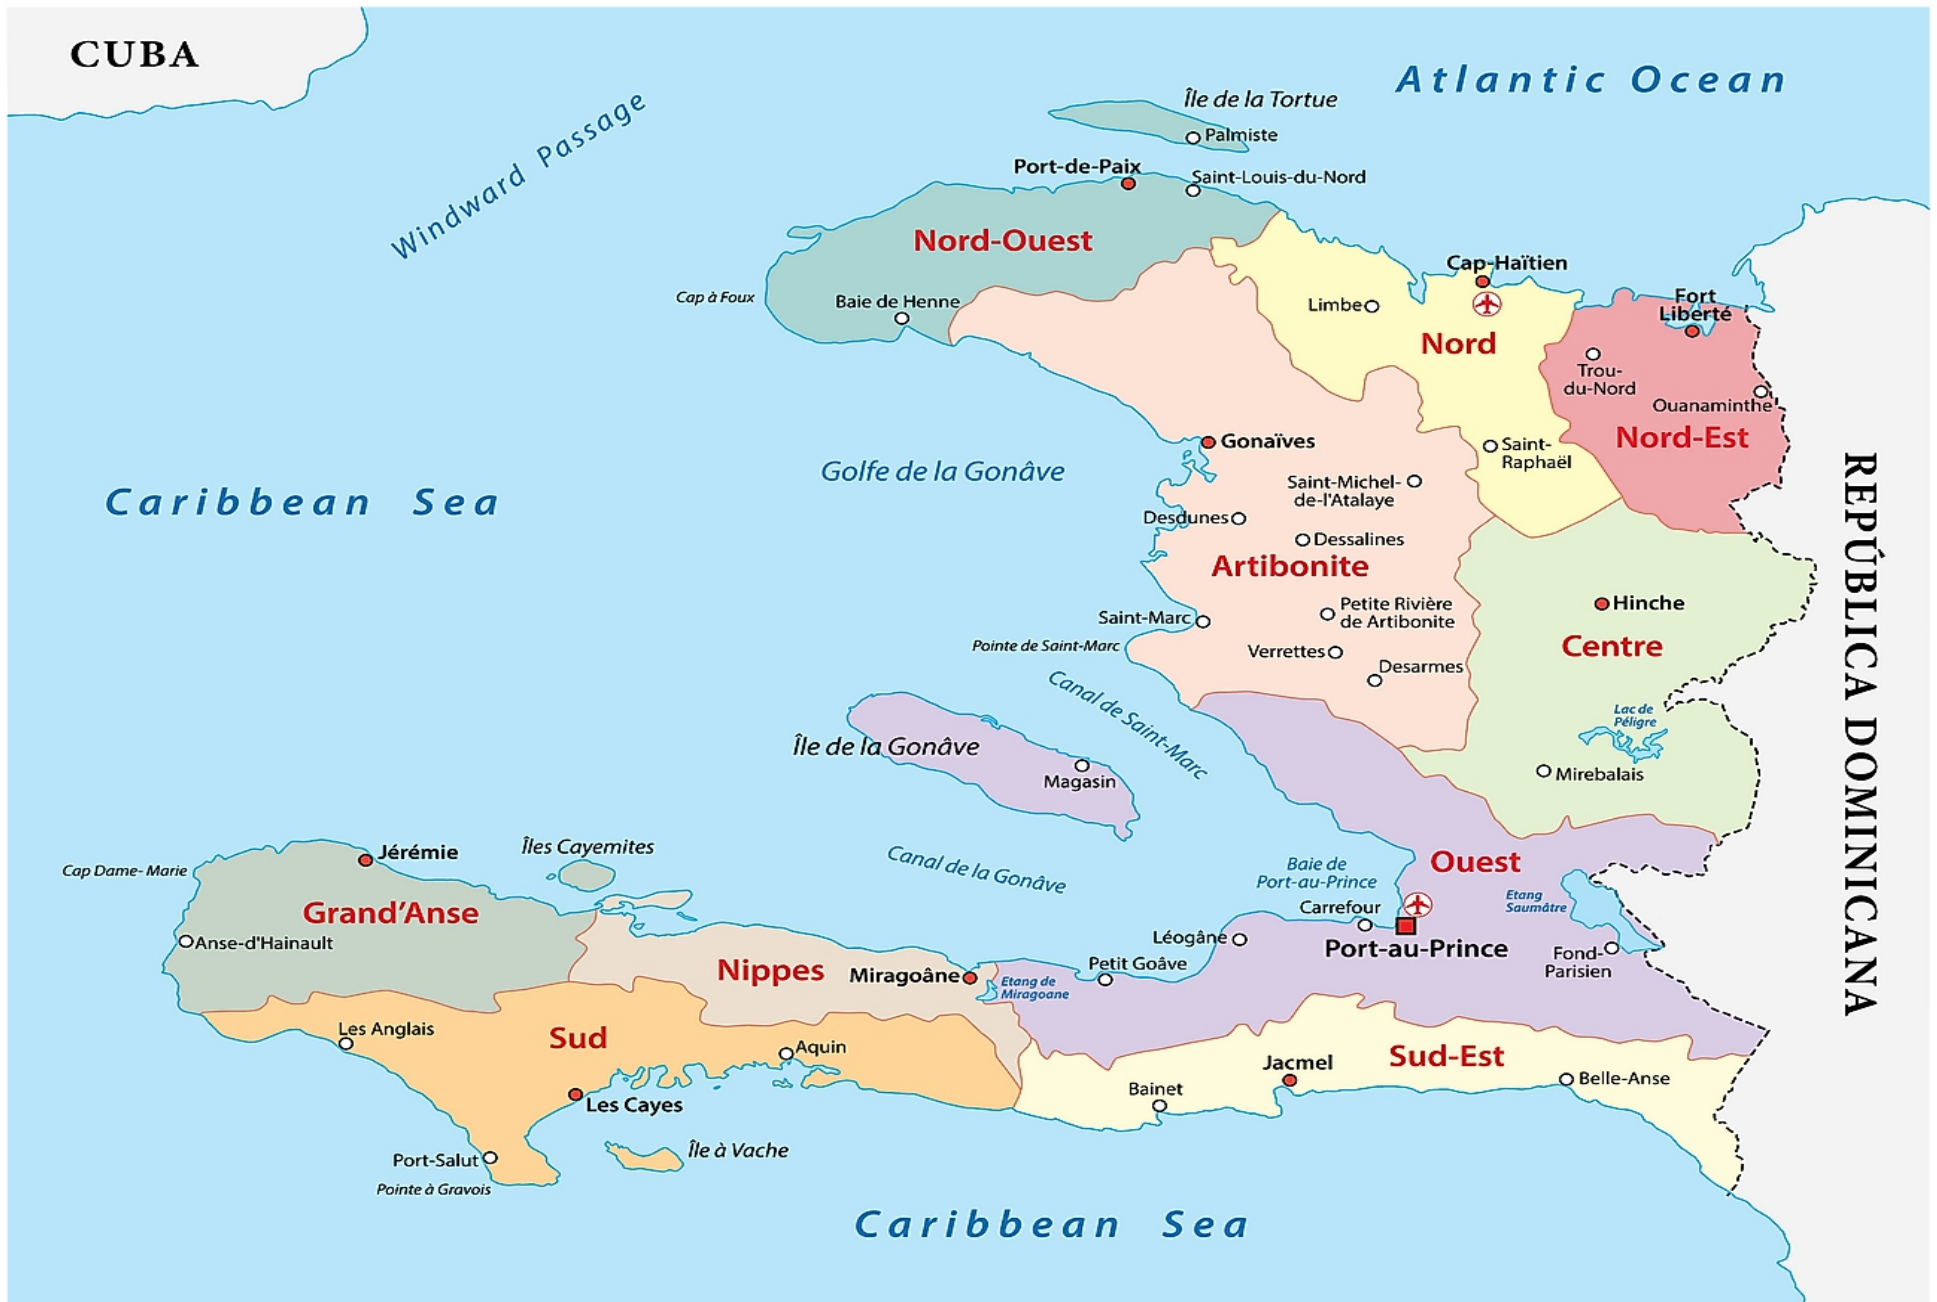 CUBA
Atlantic Ocean
Windward Passage
Île de la Tortue
Palmiste
Port-de-Paix
Saint-Louis-du-Nord
Nord-Ouest
Cap-Haïtien
Cap à Foux
Baie de Henne
Limbe
Fort
Liberté
Nord
Trou-
du-Nord
Ouanaminthe
Gonaïves
Nord-Est
Saint-
Raphaël
Golfe de la Gonâve
Caribbean Sea
Saint-Michel-
de-l'Atalaye
Desdunes
Dessalines
Artibonite
REPÚBLICA DOMINICANA
Hinche
Petite Rivière
de Artibonite
Saint-Marc
Pointe de Saint-Marc
Verrettes
Centre
Desarmes
Canal de Saint-Marc
Lac de
Péligre
Île de la Gonâve
Magasin
Mirebalais
Îles Cayemites
Jérémie
Cap Dame- Marie
Canal de la Gonâve
Baie de
Port-au-Prince
Ouest
Etang
Saumâtre
Grand'Anse
Carrefour
Anse-d'Hainault
Léogâne
Port-au-Prince
Fond-
Parisien
Nippes
Miragoâne
Petit Goâve
Etang de
Miragoane
Les Anglais
Sud
Aquin
Sud-Est
Jacmel
Bainet
Belle-Anse
Les Cayes
Île à Vache
Port-Salut
Pointe à Gravois
Caribbean Sea